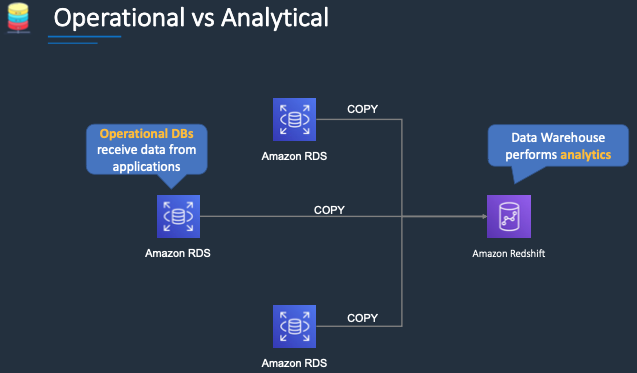 Operational vs Analytical
COPY
Amazon RDS
Operational DBs
receive data from
applications
Data Warehouse
performs analytics
COPY
Amazon RDS
Amazon Redshift
COPY
Amazon RDS